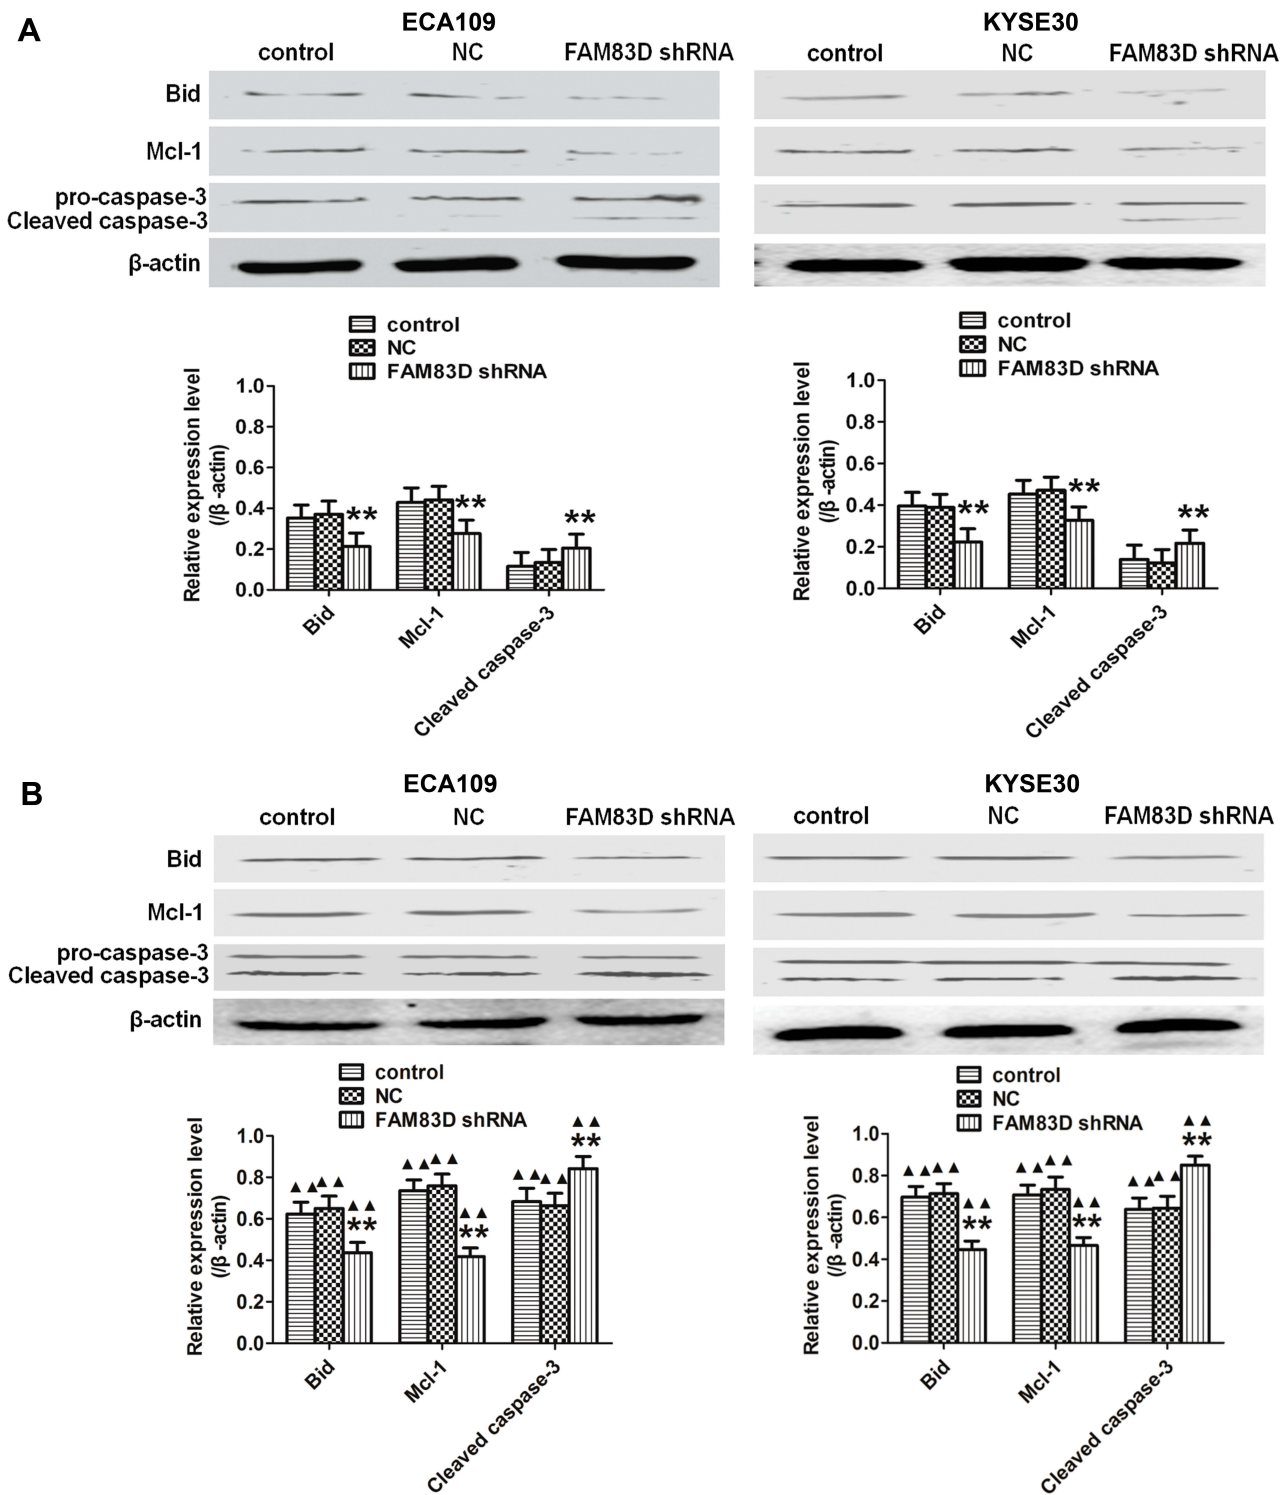 A
ECA109
KYSE30
control NC FAM83D shRNA
control NC FAM83D shRNA
Bid
Mcl-1
pro-caspase-3
Cleaved caspase-3
β-actin
control
NC
FAM83D shRNA
Relative expression level
(/β -actin)
1.0
0.8
0.6
0.4
0.2
0.0
**
**
**
Bid
Mcl-1
Cleaved caspase-3
control
NC
FAM83D shRNA
Relative expression level
(/β -actin)
1.0
0.8
0.6
0.4
0.2
0.0
**
**
**
Bid
Mcl-1
Cleaved caspase-3
B
ECA109
KYSE30
control NC FAM83D shRNA
control NC FAM83D shRNA
Bid
Mcl-1
pro-caspase-3
Cleaved caspase-3
β-actin
control
NC
FAM83D shRNA
Relative expression level
(/β -actin)
1.0
0.8
0.6
0.4
0.2
0.0
▲▲ ▲▲ ▲▲
**
▲▲ ▲▲ ▲▲
**
▲▲ ▲▲ ▲▲
**
Bid
Mcl-1
Cleaved caspase-3
control
NC
FAM83D shRNA
Relative expression level
(/β -actin)
1.0
0.8
0.6
0.4
0.2
0.0
▲▲ ▲▲ ▲▲
**
▲▲ ▲▲ ▲▲
**
▲▲ ▲▲ ▲▲
**
Bid
Mcl-1
Cleaved caspase-3